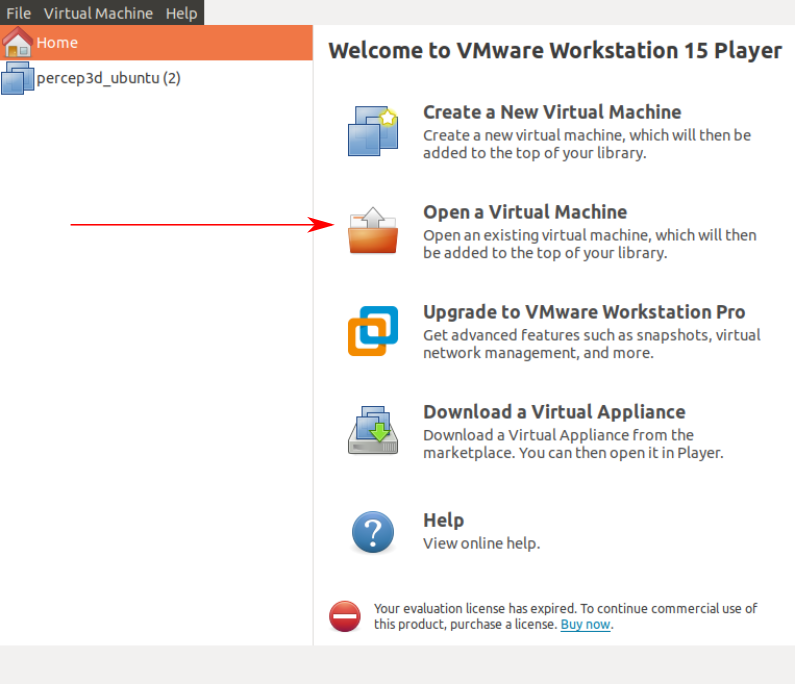 File Virtual Machine Help
Home
percep3d_ubuntu (2)
Welcome to VMware Workstation 15 Player
Create a New Virtual Machine
Create a new virtual machine, which will then be
added to the top of your library.
Open a Virtual Machine
Open an existing virtual machine, which will then
be added to the top of your library.
Upgrade to VMware Workstation Pro
Get advanced features such as snapshots, virtual
network management, and more.
Download a Virtual Appliance
Download a Virtual Appliance from the
marketplace. You can then open it in Player.
?
Help
View online help.
Your evaluation license has expired. To continue commercial use of
this product, purchase a license. Buy now.